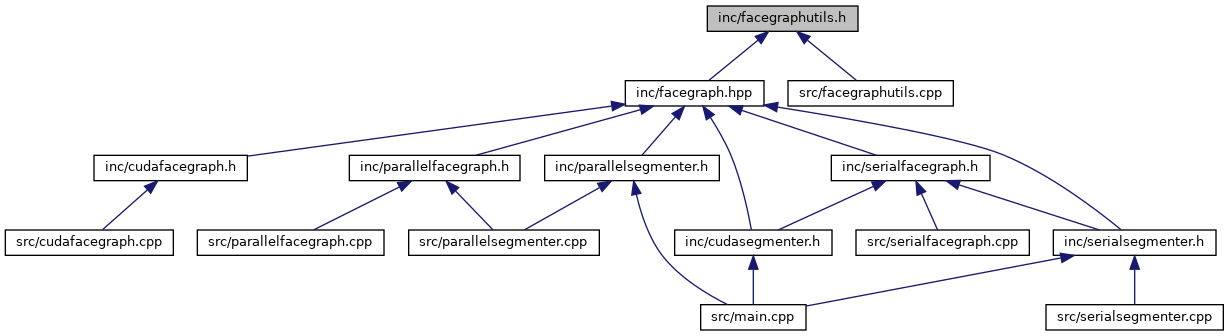 inc/facegraphutils.h
inc/facegraph.hpp
src/facegraphutils.cpp
inc/cudafacegraph.h
inc/parallelfacegraph.h
inc/parallelsegmenter.h
inc/serialfacegraph.h
src/cudafacegraph.cpp
src/parallelfacegraph.cpp
src/parallelsegmenter.cpp
inc/cudasegmenter.h
src/serialfacegraph.cpp
inc/serialsegmenter.h
src/main.cpp
src/serialsegmenter.cpp